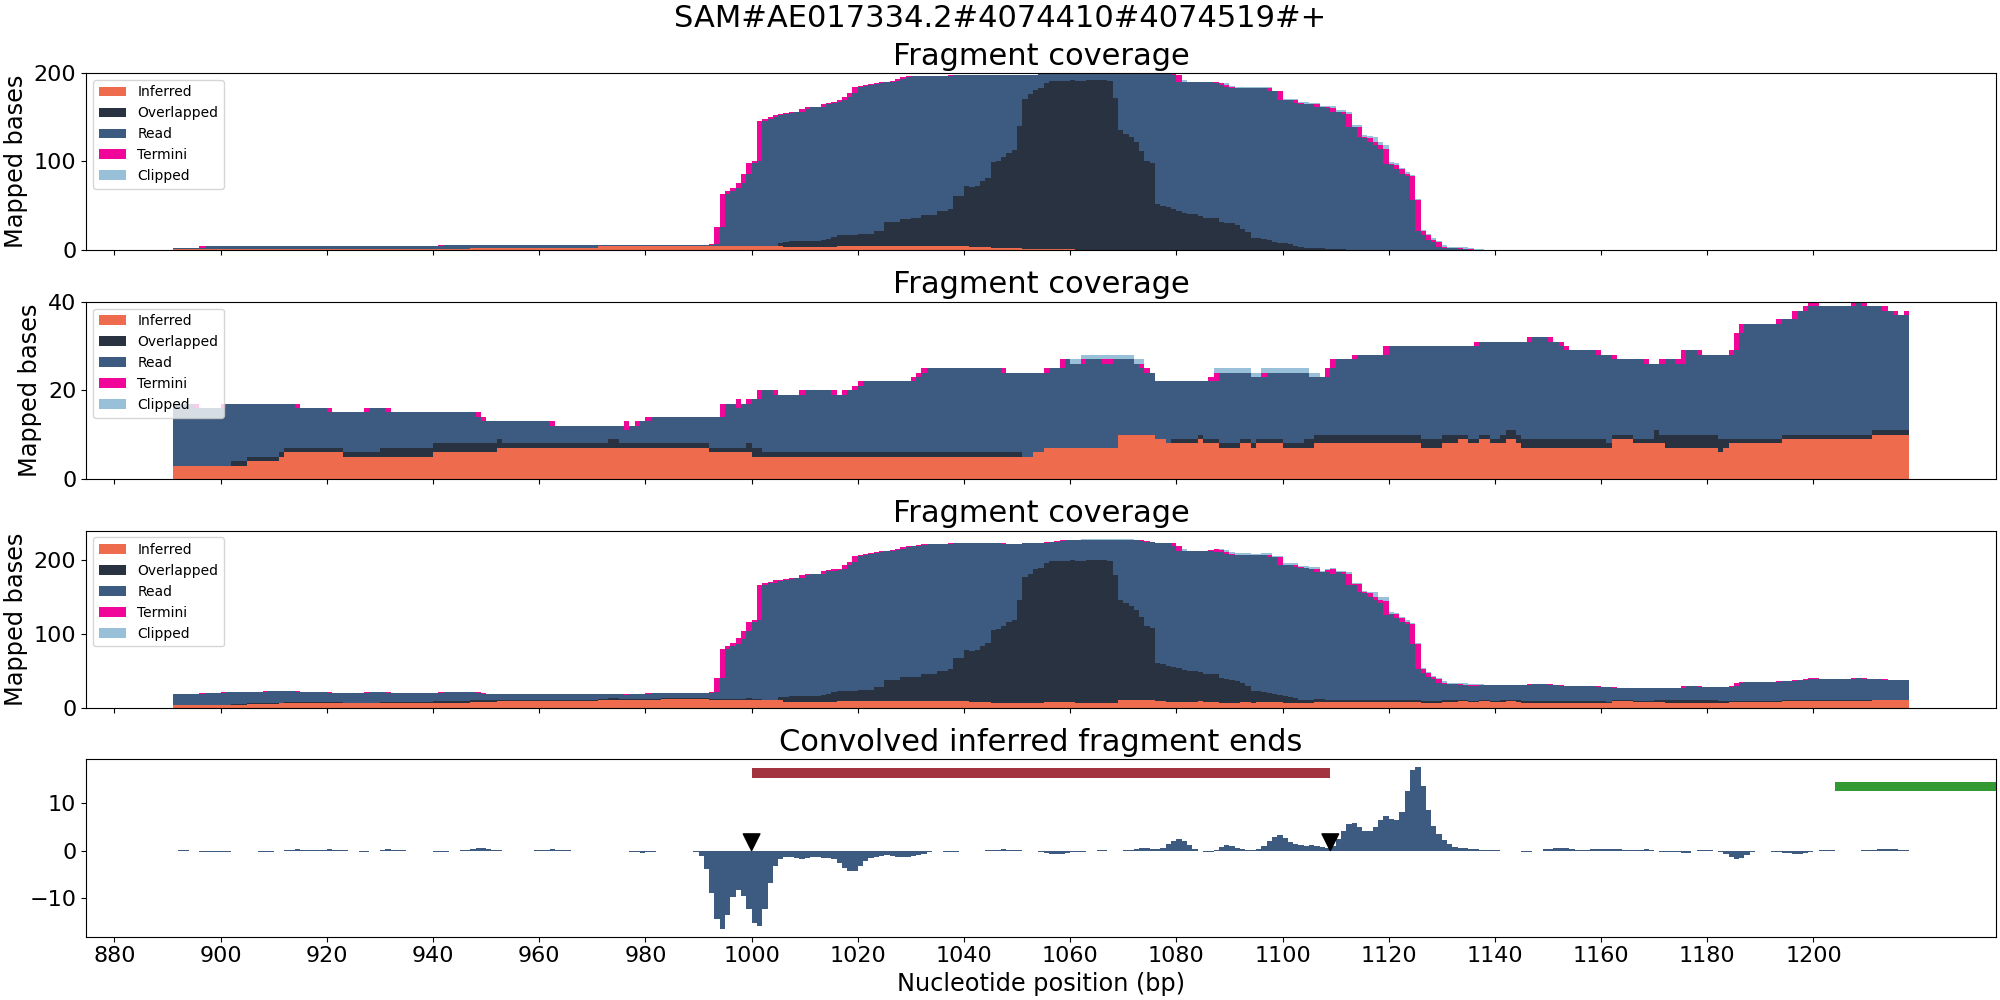 SAM#AE017334.2#4074410#4074519#+
Fragment coverage
Mapped bases
200
100
0
Inferred
Overlapped
Read
Termini
Clipped
Fragment coverage
Mapped bases
40
20
0
Inferred
Overlapped
Read
Termini
Clipped
Fragment coverage
Mapped bases
200
100
0
Inferred
Overlapped
Read
Termini
Clipped
Convolved inferred fragment ends
10
0
−10
880 900 920 940 960 980 1000 1020 1040 1060 1080 1100 1120 1140 1160 1180 1200
Nucleotide position (bp)